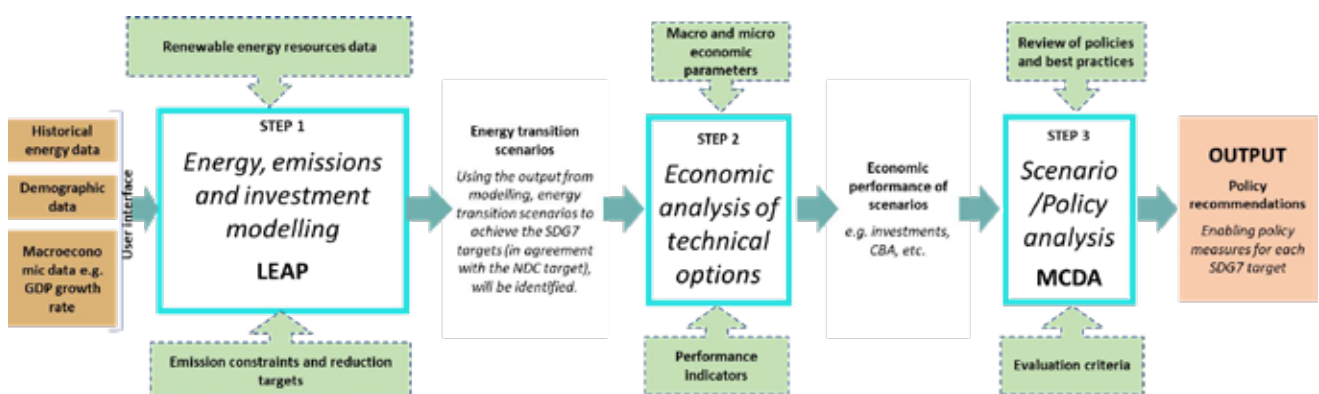 Renewable energy resources data
Historical
energy data
Demographic
data
Macroecono
mic data e.g.
GDP growth
rate
User interface
STEP 1
Energy, emissions
and investment
modelling
LEAP
Emission constraints and reduction
targets
Energy transition
scenarios
Using the output from
modelling, energy
transition scenarios to
achieve the SDG7
targets (in agreement
with the NDC target),
will be identified.
Macro and micro
economic
parameters
STEP 2
Economic
analysis of
technical
options
Performance
Indicators
Economic
performance of
scenarios
e.g. investments,
CBA, etc.
Review of policies
and best practices
STEP 3
Scenario
/Policy
analysis
MCDA
Evaluation criteria
OUTPUT
Policy
recommendations
Enabling policy
measures for each
SDG7 target